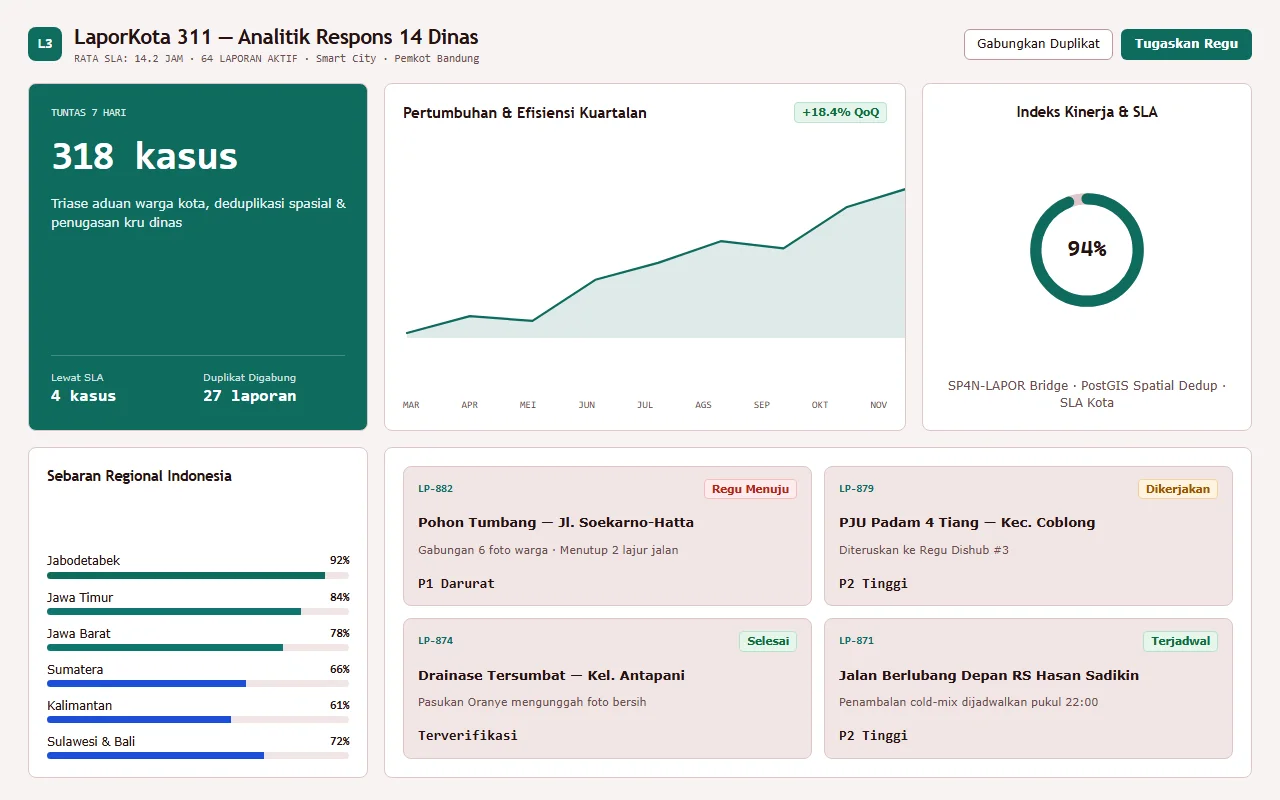 L3
LaporKota 311 — Analitik Respons 14 Dinas
RATA SLA: 14.2 JAM · 64 LAPORAN AKTIF · Smart City · Pemkot Bandung
Gabungkan Duplikat
Tugaskan Regu
TUNTAS 7 HARI
318 kasus
Triase aduan warga kota, deduplikasi spasial &
penugasan kru dinas
Lewat SLA
4 kasus
Duplikat Digabung
27 laporan
Pertumbuhan & Efisiensi Kuartalan
+18.4% QoQ
MAR APR MEI JUN JUL AGS SEP OKT NOV
Indeks Kinerja & SLA
94%
SP4N-LAPOR Bridge · PostGIS Spatial Dedup ·
SLA Kota
Sebaran Regional Indonesia
Jabodetabek 92%
Jawa Timur 84%
Jawa Barat 78%
Sumatera 66%
Kalimantan 61%
Sulawesi & Bali 72%
LP-882
Regu Menuju
Pohon Tumbang — Jl. Soekarno-Hatta
Gabungan 6 foto warga · Menutup 2 lajur jalan
P1 Darurat
LP-879
Dikerjakan
PJU Padam 4 Tiang — Kec. Coblong
Diteruskan ke Regu Dishub #3
P2 Tinggi
LP-874
Selesai
Drainase Tersumbat — Kel. Antapani
Pasukan Oranye mengunggah foto bersih
Terverifikasi
LP-871
Terjadwal
Jalan Berlubang Depan RS Hasan Sadikin
Penambalan cold-mix dijadwalkan pukul 22:00
P2 Tinggi